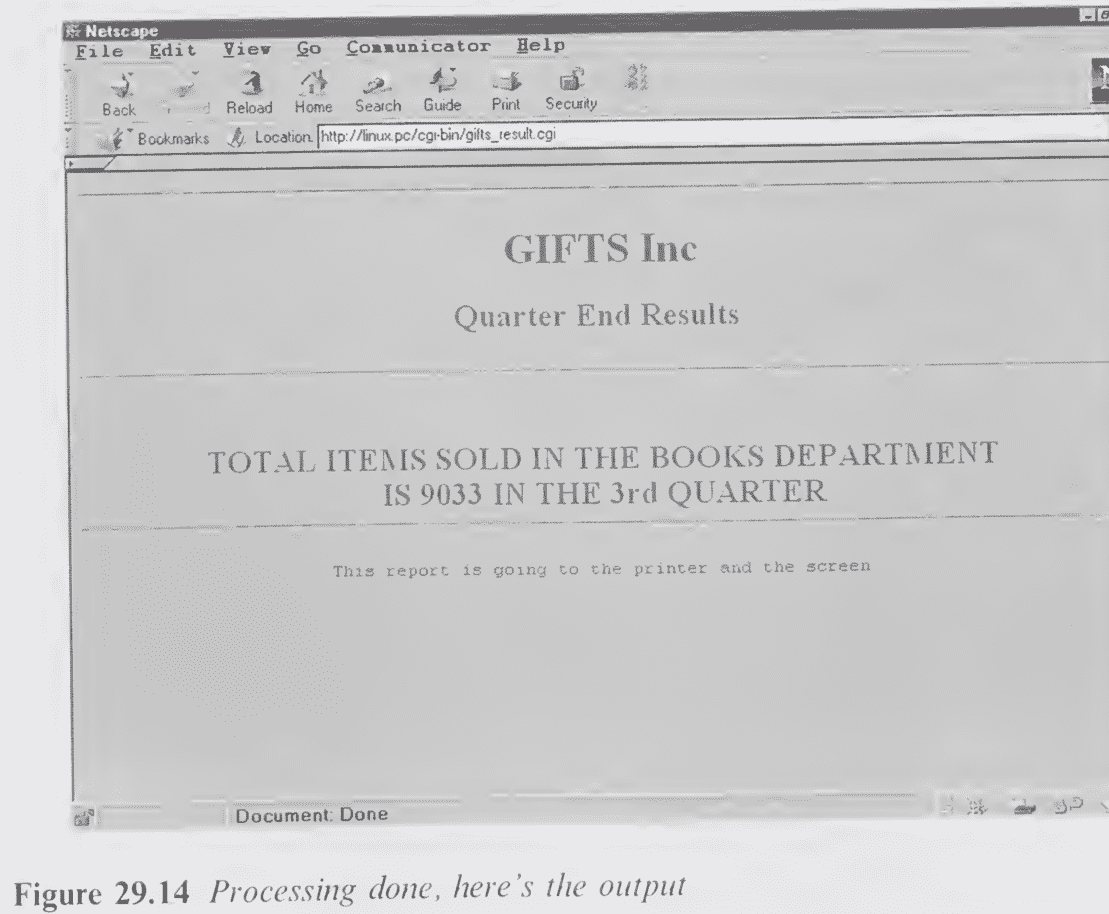 Netscape
File Edit View Go Communicator Help
Back Reload Home Search Guide Print Security
Bookmarks Location: http://linux.pc/cgi-bin/gifts_result.cgi
GIFTS Inc
Quarter End Results
TOTAL ITEMS SOLD IN THE BOOKS DEPARTMENT
IS 9033 IN THE 3rd QUARTER
This report is going to the printer and the screen
Document: Done
Figure 29.14 Processing done, here's the output